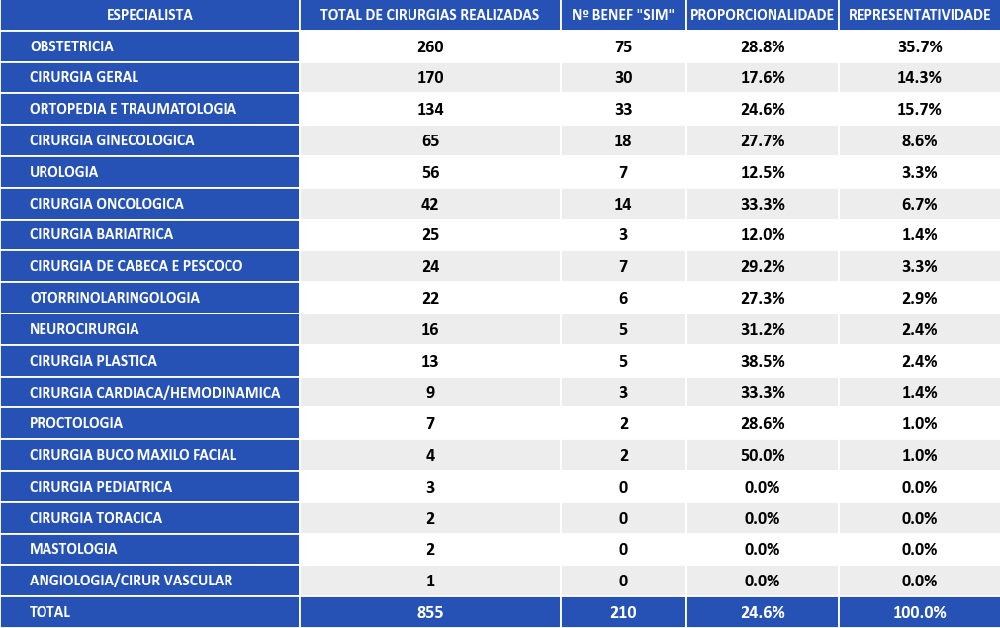 ESPECIALISTA TOTAL DE CIRURGIAS REALIZADAS Nº BENEF "SIM" PROPORCIONALIDADE REPRESENTATIVIDADE
OBSTETRICIA 260 75 28.8% 35.7%
CIRURGIA GERAL 170 30 17.6% 14.3%
ORTOPEDIA E TRAUMATOLOGIA 134 33 24.6% 15.7%
CIRURGIA GINECOLOGICA 65 18 27.7% 8.6%
UROLOGIA 56 7 12.5% 3.3%
CIRURGIA ONCOLOGICA 42 14 33.3% 6.7%
CIRURGIA BARIATRICA 25 3 12.0% 1.4%
CIRURGIA DE CABECA E PESCOCO 24 7 29.2% 3.3%
OTORRINOLARINGOLOGIA 22 6 27.3% 2.9%
NEUROCIRURGIA 16 5 31.2% 2.4%
CIRURGIA PLASTICA 13 5 38.5% 2.4%
CIRURGIA CARDIACA/HEMODINAMICA 9 3 33.3% 1.4%
PROCTOLOGIA 7 2 28.6% 1.0%
CIRURGIA BUCO MAXILO FACIAL 4 2 50.0% 1.0%
CIRURGIA PEDIATRICA 3 0 0.0% 0.0%
CIRURGIA TORACICA 2 0 0.0% 0.0%
MASTOLOGIA 2 0 0.0% 0.0%
ANGIOLOGIA/CIRUR VASCULAR 1 0 0.0% 0.0%
TOTAL 855 210 24.6% 100.0%